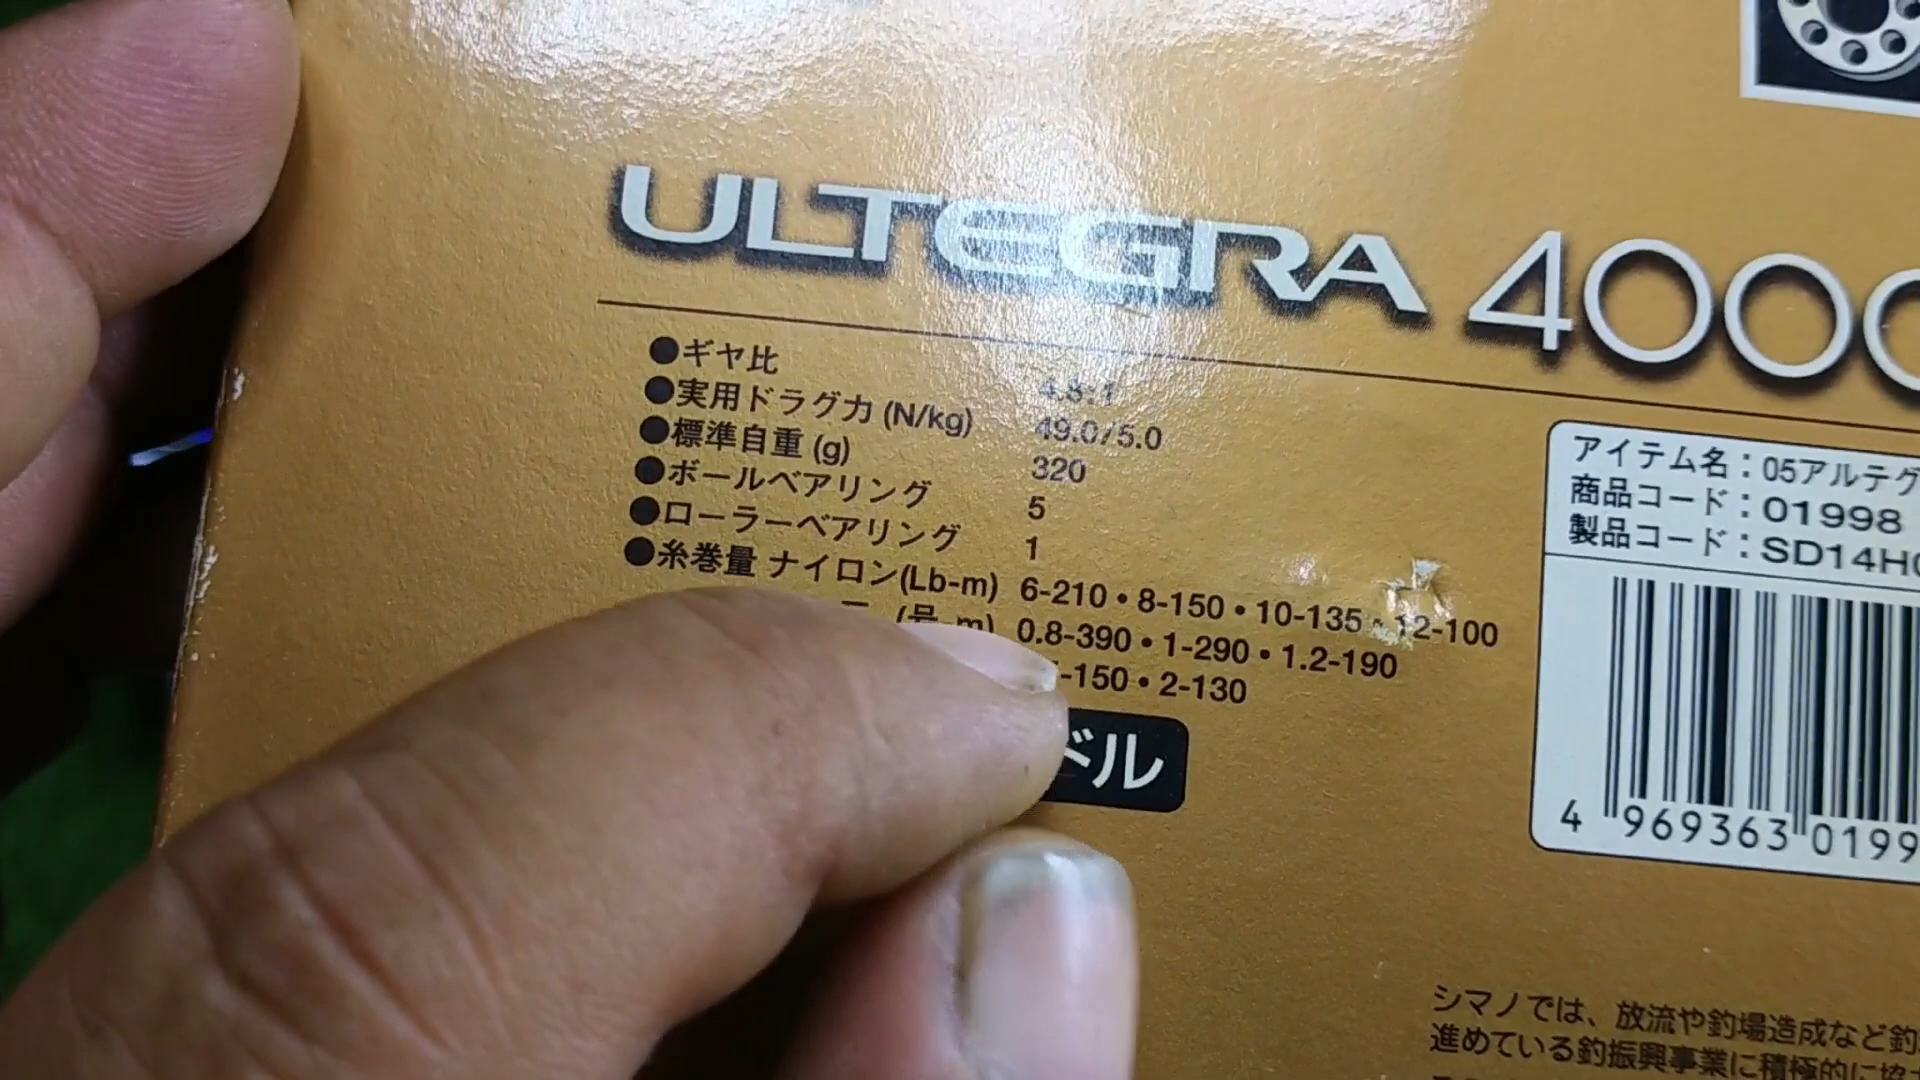 ULTEGRA 4000
●ギヤ比 4.8:1
●実用ドラグ力 (N/kg) 49.0/5.0
●標準自重 (g) 320
●ボールベアリング 5
●ローラーベアリング 1
●糸巻量 ナイロン(Lb-m) 6-210・8-150・10-135・12-100
(号-m) 0.8-390・1-290・1.2-190
-150・2-130
ドル
アイテム名：05アルテグ
商品コード：01998
製品コード：SD14H
4 969363 0199
シマノでは、放流や釣場造成など釣
進めている釣振興事業に積極的に協